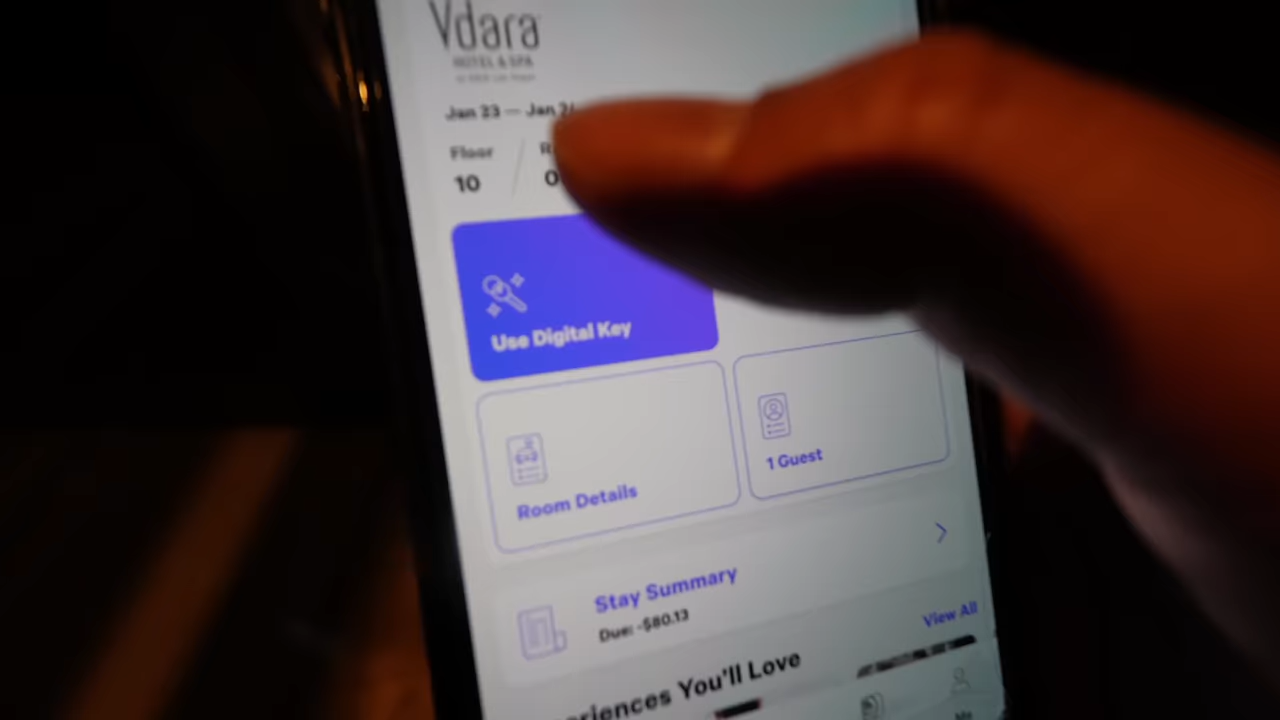 Vdara
HOTEL & SPA
Jan 23 — Jan
Floor
10
Use Digital Key
Room Details
1 Guest
Stay Summary
Due: -$80.13
View All
eriences You'll Love
Me